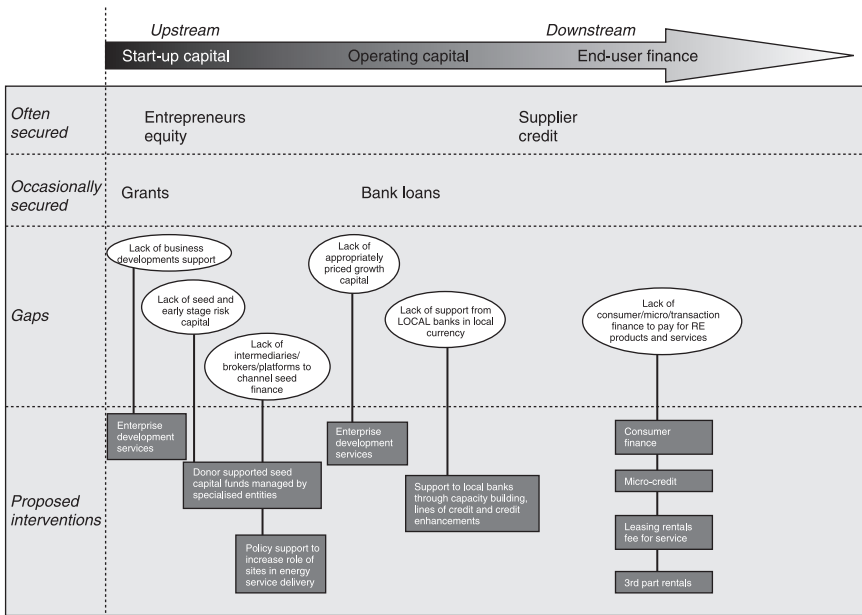 Upstream
Downstream
Start-up capital
Operating capital
End-user finance
Often
secured
Entrepreneurs
equity
Supplier
credit
Occasionally
secured
Grants
Bank loans
Gaps
Lack of business
developments support
Lack of seed and
early stage risk
capital
Lack of
intermediaries/
brokers/platforms to
channel seed
finance
Lack of
appropriately
priced growth
capital
Lack of support from
LOCAL banks in local
currency
Lack of
consumer/micro/transaction
finance to pay for RE
products and services
Proposed
interventions
Enterprise
development
services
Donor supported seed
capital funds managed by
specialised entities
Policy support to
increase role of
sites in energy
service delivery
Enterprise
development
services
Support to local banks
through capacity building,
lines of credit and credit
enhancements
Consumer
finance
Micro-credit
Leasing rentals
fee for service
3rd part rentals